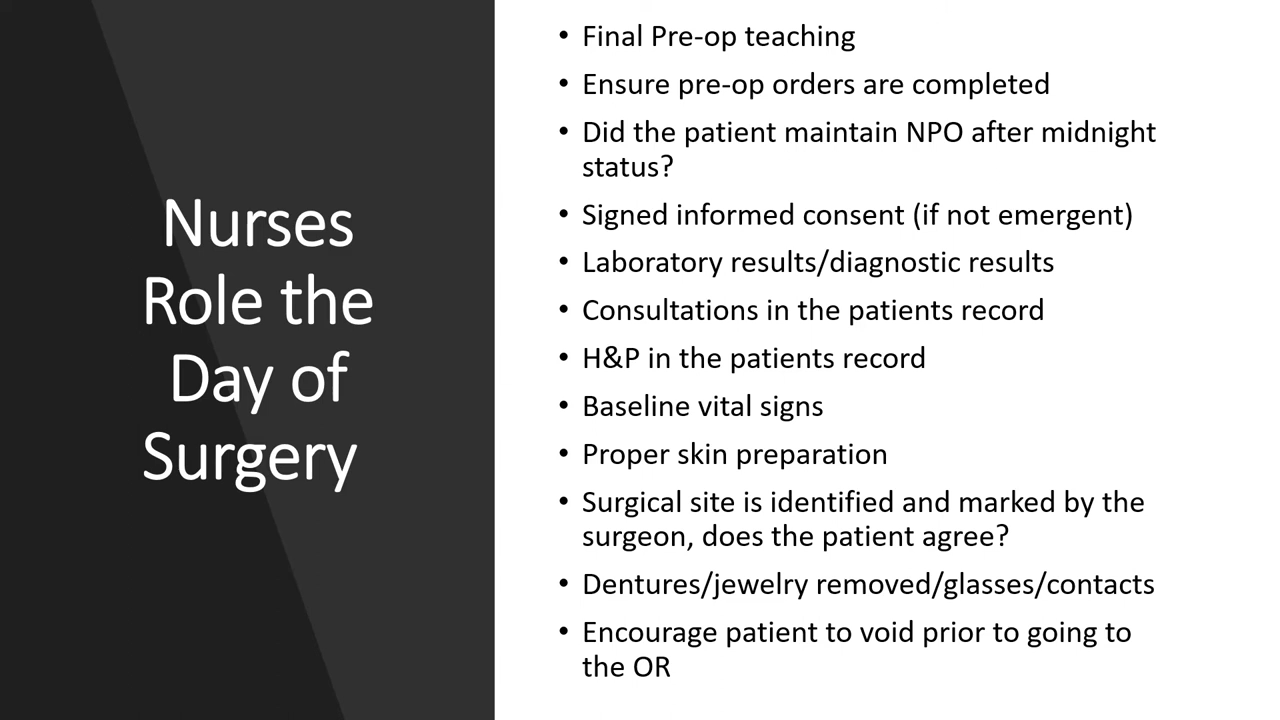 Nurses
Role the
Day of
Surgery
• Final Pre-op teaching
• Ensure pre-op orders are completed
• Did the patient maintain NPO after midnight
status?
• Signed informed consent (if not emergent)
• Laboratory results/diagnostic results
• Consultations in the patients record
• H&P in the patients record
• Baseline vital signs
• Proper skin preparation
• Surgical site is identified and marked by the
surgeon, does the patient agree?
• Dentures/jewelry removed/glasses/contacts
• Encourage patient to void prior to going to
the OR